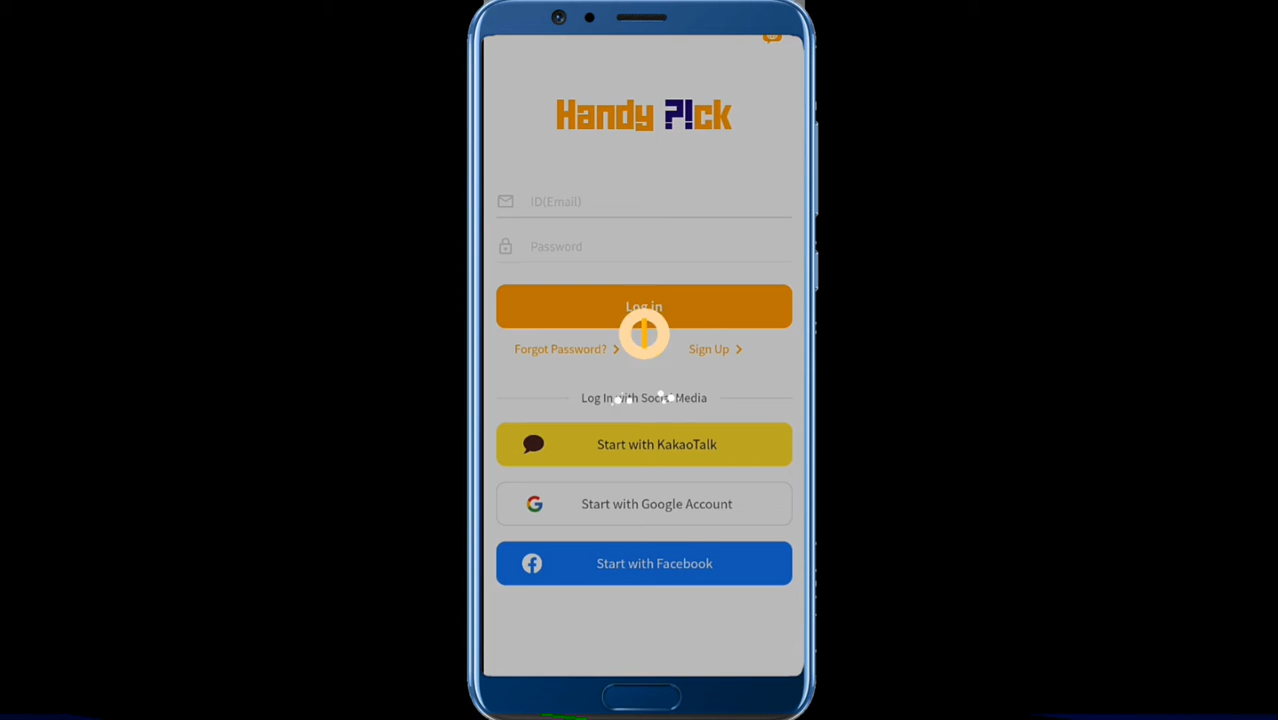 Handy ?!ck
ID(Email)
Password
Log in
Forgot Password?
Sign Up
Log In with Social Media
Start with KakaoTalk
Start with Google Account
Start with Facebook